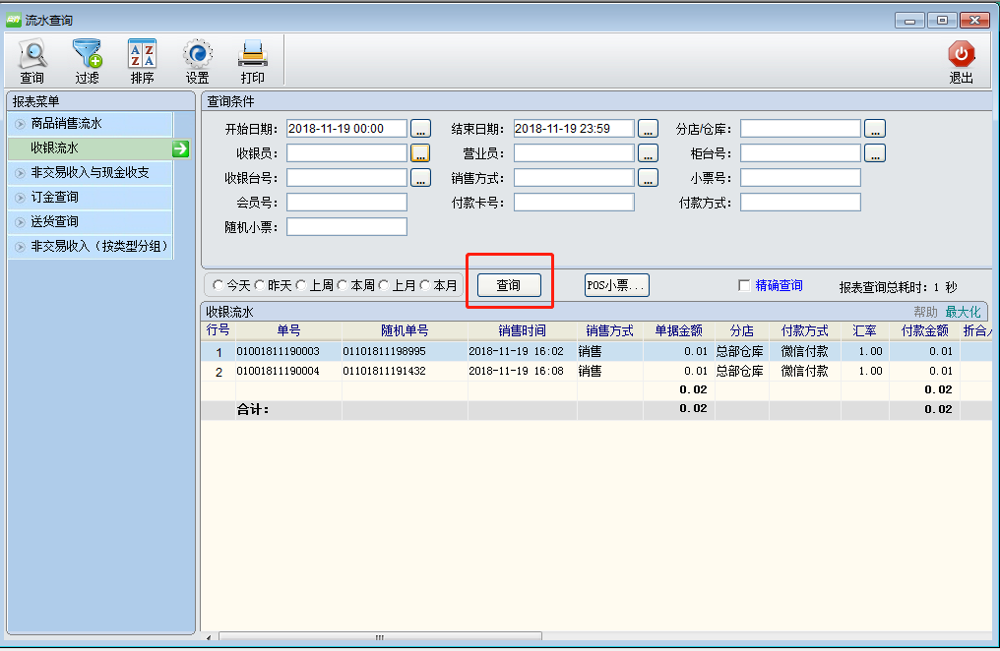 流水查询
查询 过滤 排序 设置 打印 退出
报表菜单
商品销售流水
收银流水
非交易收入与现金收支
订金查询
送货查询
非交易收入（按类型分组）
查询条件
开始日期: 2018-11-19 00:00 ... 结束日期: 2018-11-19 23:59 ... 分店/仓库: ...
收银员: ... 营业员: ... 柜台号: ...
收银台号: ... 销售方式: ... 小票号:
会员号: 付款卡号: 付款方式:
随机小票:
今天 昨天 上周 本周 上月 本月 查询 POS小票... 精确查询 报表查询总耗时: 1 秒
收银流水 帮助 最大化
行号 单号 随机单号 销售时间 销售方式 单据金额 分店 付款方式 汇率 付款金额
1 01001811190003 01101811198995 2018-11-19 16:02 销售 0.01 总部仓库 微信付款 1.00 0.01
2 01001811190004 01101811191432 2018-11-19 16:08 销售 0.01 总部仓库 微信付款 1.00 0.01
0.02 0.02
合计: 0.02 0.02